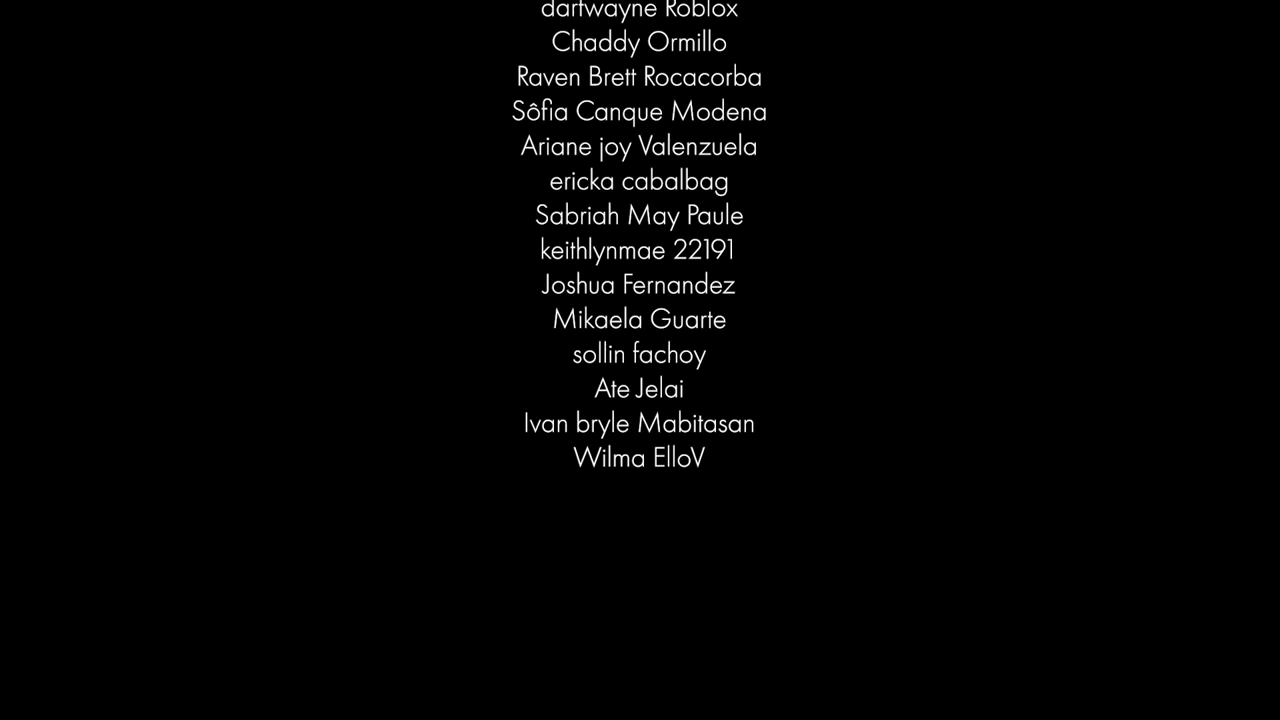 dartwayne Roblox
Chaddy Ormillo
Raven Brett Rocacorba
Sôfia Canque Modena
Ariane joy Valenzuela
ericka cabalbag
Sabriah May Paule
keithlynmae 22191
Joshua Fernandez
Mikaela Guarte
sollin fachoy
Ate Jelai
Ivan bryle Mabitasan
Wilma ElloV